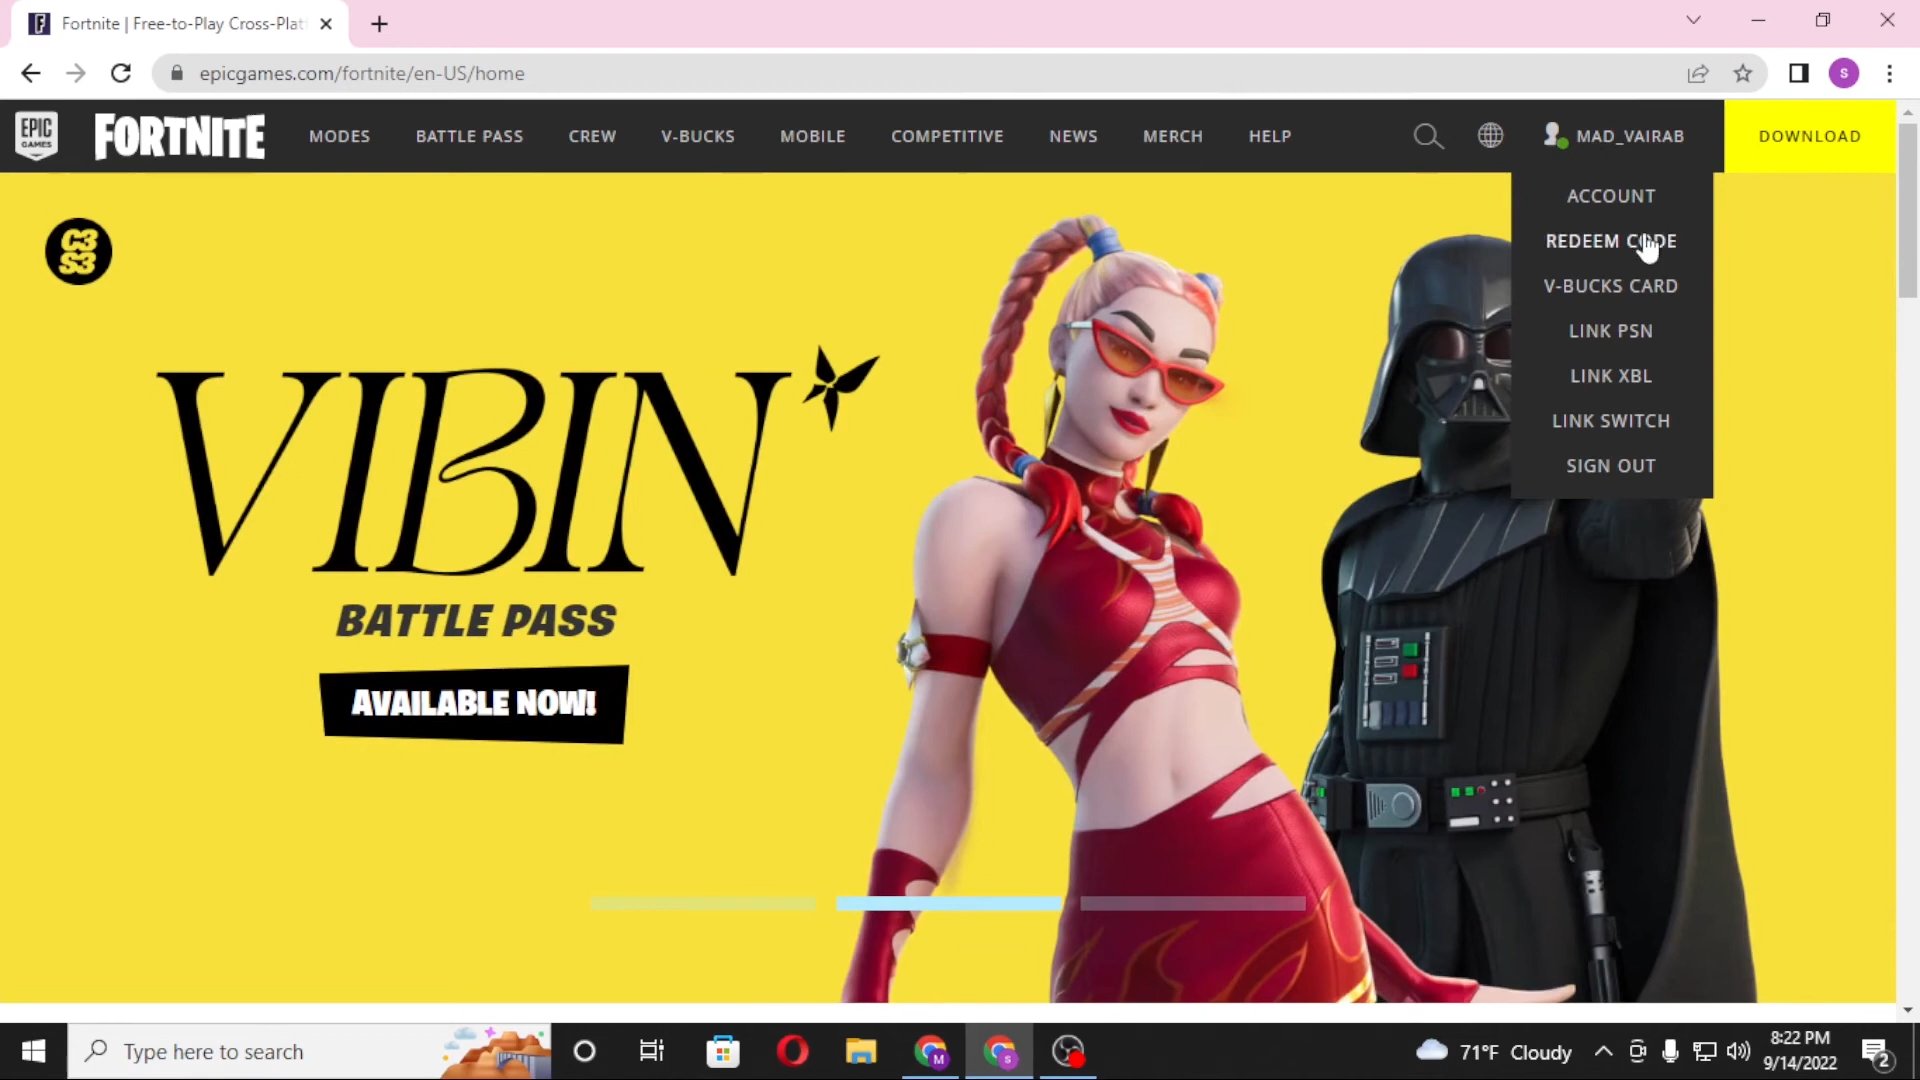 Fortnite | Free-to-Play Cross-Plat
epicgames.com/fortnite/en-US/home
S
EPIC GAMES
FORTNITE
MODES
BATTLE PASS
CREW
V-BUCKS
MOBILE
COMPETITIVE
NEWS
MERCH
HELP
MAD_VAIRAB
DOWNLOAD
ACCOUNT
REDEEM CODE
V-BUCKS CARD
LINK PSN
LINK XBL
LINK SWITCH
SIGN OUT
C3
S3
VIBIN
BATTLE PASS
AVAILABLE NOW!
Type here to search
M
S
71°F Cloudy
8:22 PM
9/14/2022
2